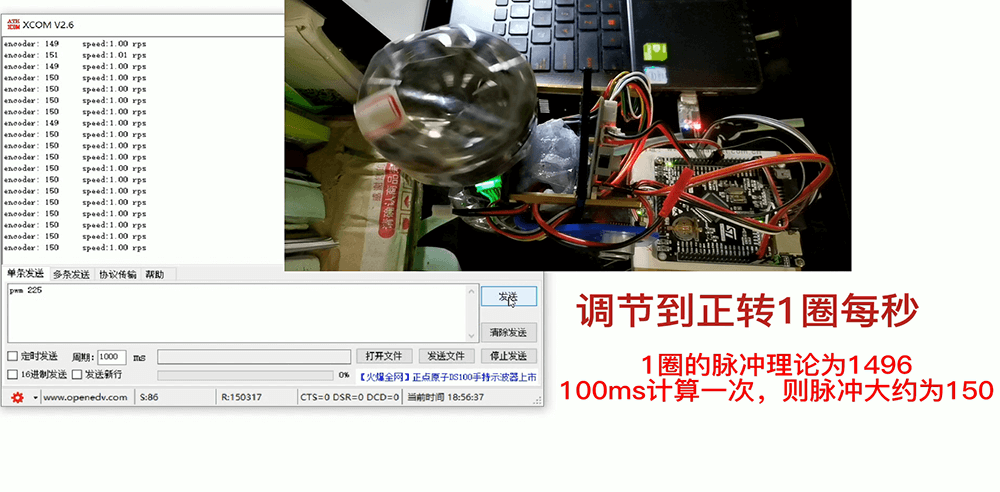 ATK XCOM XCOM V2.6
encoder: 149 speed:1.00 rps
encoder: 151 speed:1.01 rps
encoder: 149 speed:1.00 rps
encoder: 150 speed:1.00 rps
encoder: 150 speed:1.00 rps
encoder: 150 speed:1.00 rps
encoder: 150 speed:1.00 rps
encoder: 149 speed:1.00 rps
encoder: 150 speed:1.00 rps
encoder: 150 speed:1.00 rps
encoder: 150 speed:1.00 rps
encoder: 150 speed:1.00 rps
encoder: 150 speed:1.00 rps
encoder: 150 speed:1.00 rps
encoder: 150 speed:1.00 rps
encoder: 150 speed:1.00 rps
encoder: 150 speed:1.00 rps
encoder: 150 speed:1.00 rps
encoder: 150 speed:1.00 rps
请确认商品
单条发送 多条发送 协议传输 帮助
pwm 225
发送
清除发送
定时发送 周期: 1000 ms 打开文件 发送文件 停止发送
16进制发送 发送新行 0% 【火爆全网】正点原子DS100手持示波器上市
www.openedv.com S:86 R:150317 CTS=0 DSR=0 DCD=0 当前时间 18:56:37
调节到正转1圈每秒
1圈的脉冲理论为1496
100ms计算一次，则脉冲大约为150